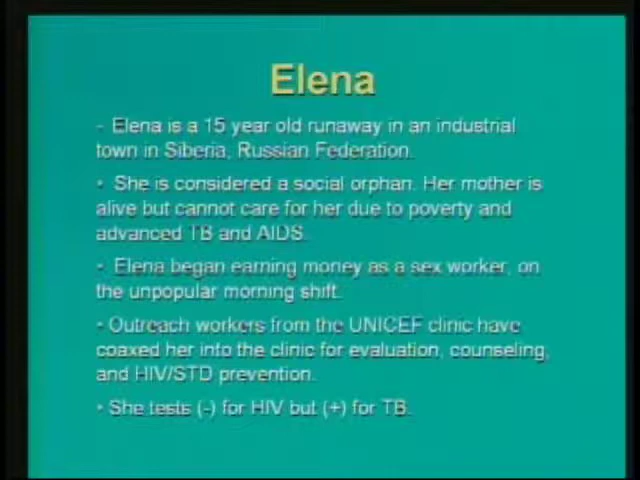 Elena
- Elena is a 15 year old runaway in an industrial
town in Siberia, Russian Federation.
• She is considered a social orphan. Her mother is
alive but cannot care for her due to poverty and
advanced TB and AIDS.
• Elena began earning money as a sex worker, on
the unpopular morning shift.
• Outreach workers from the UNICEF clinic have
coaxed her into the clinic for evaluation, counseling,
and HIV/STD prevention.
• She tests (-) for HIV but (+) for TB.